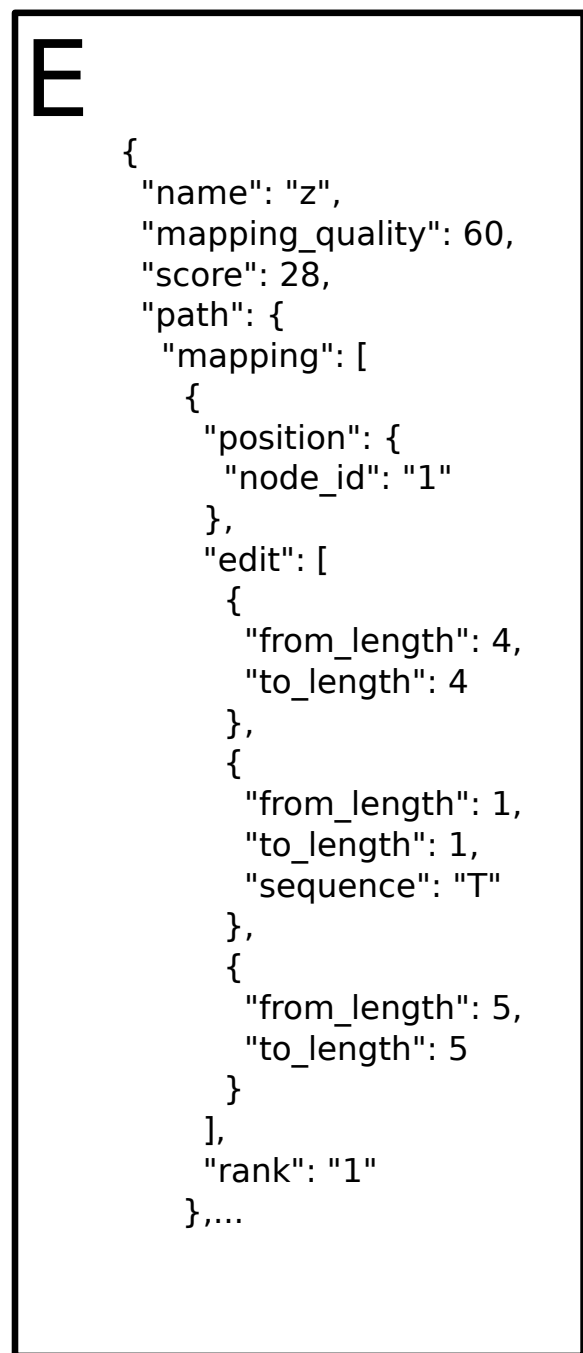 E
{
"name": "z",
"mapping_quality": 60,
"score": 28,
"path": {
"mapping": [
{
"position": {
"node_id": "1"
},
"edit": [
{
"from_length": 4,
"to_length": 4
},
{
"from_length": 1,
"to_length": 1,
"sequence": "T"
},
{
"from_length": 5,
"to_length": 5
}
],
"rank": "1"
},...